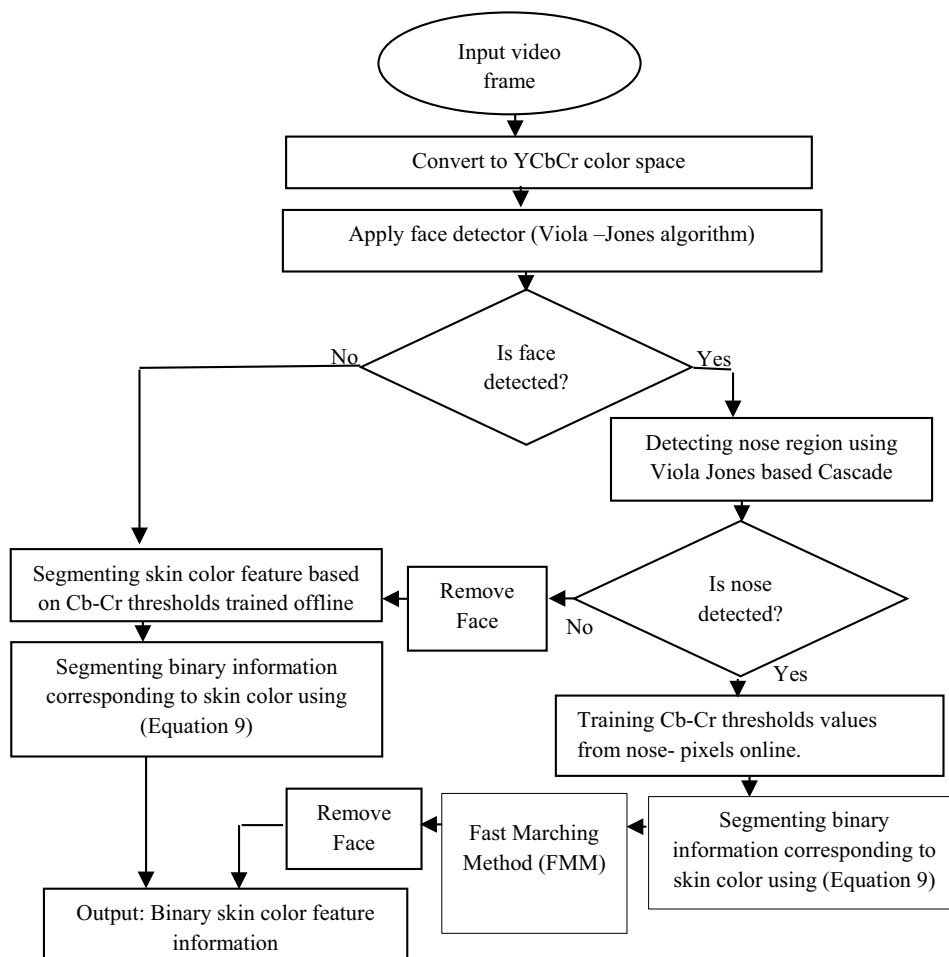 Input video
frame
Convert to YCbCr color space
Apply face detector (Viola –Jones algorithm)
Is face
detected?
No
Yes
Detecting nose region using
Viola Jones based Cascade
Is nose
detected?
No
Yes
Remove
Face
Segmenting skin color feature based
on Cb-Cr thresholds trained offline
Segmenting binary information
corresponding to skin color using
(Equation 9)
Training Cb-Cr thresholds values
from nose- pixels online.
Segmenting binary
information corresponding to
skin color using (Equation 9)
Fast Marching
Method (FMM)
Remove
Face
Output: Binary skin color feature
information